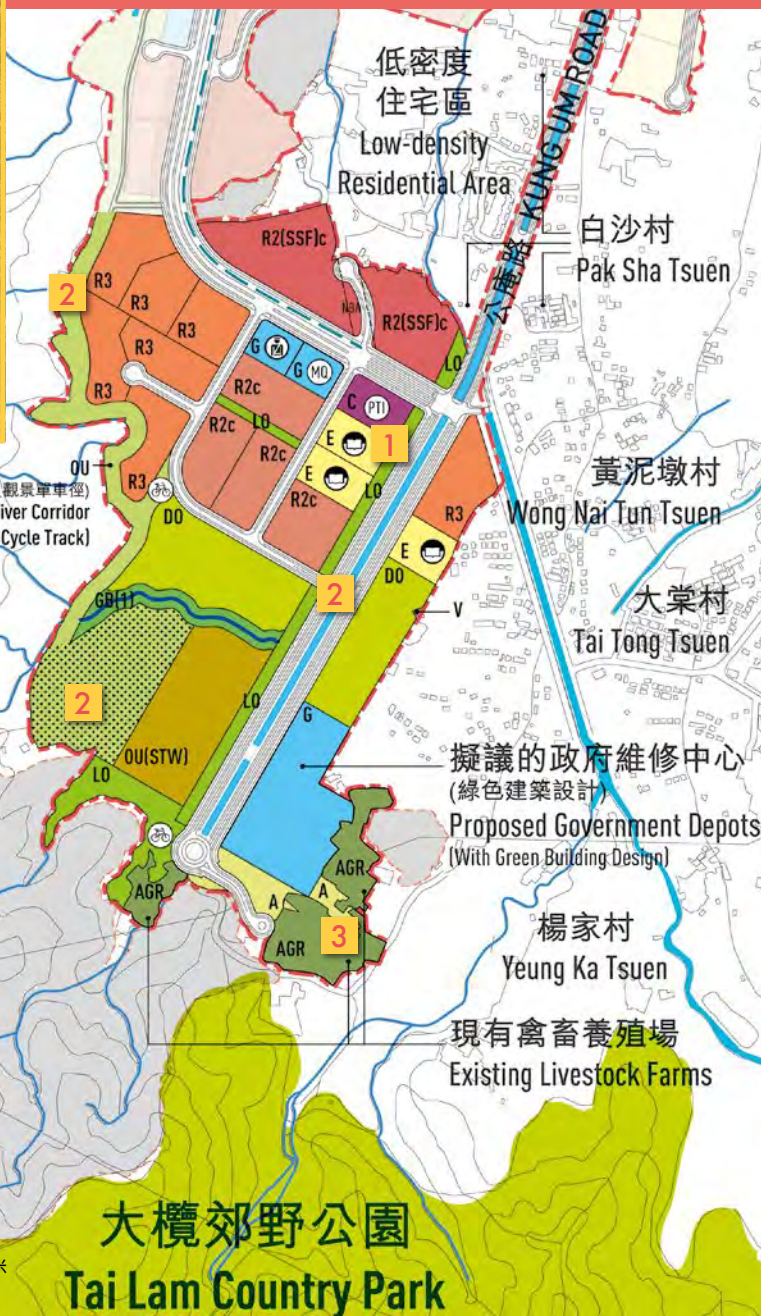 低密度
住宅區
Low-density
Residential Area
公庵路 KUNG UM ROAD
白沙村
Pak Sha Tsuen
R2(SSF)c
R2(SSF)c
NBA
R3
R3
R3
R3
R3
R3
2
G
G MQ
C PTI
R2c
R2c
R2c
R2c
LO
LO
LO
E
E
1
OU
觀景單車徑)
iver Corridor
Cycle Track)
DO
R3
E
DO
V
黃泥墩村
Wong Nai Tun Tsuen
大棠村
Tai Tong Tsuen
GB(1)
2
2
LO
OU(STW)
LO
G
擬議的政府維修中心
(綠色建築設計)
Proposed Government Depots
(With Green Building Design)
AGR
AGR
A
A
AGR
3
楊家村
Yeung Ka Tsuen
現有禽畜養殖場
Existing Livestock Farms
大欖郊野公園
Tai Lam Country Park